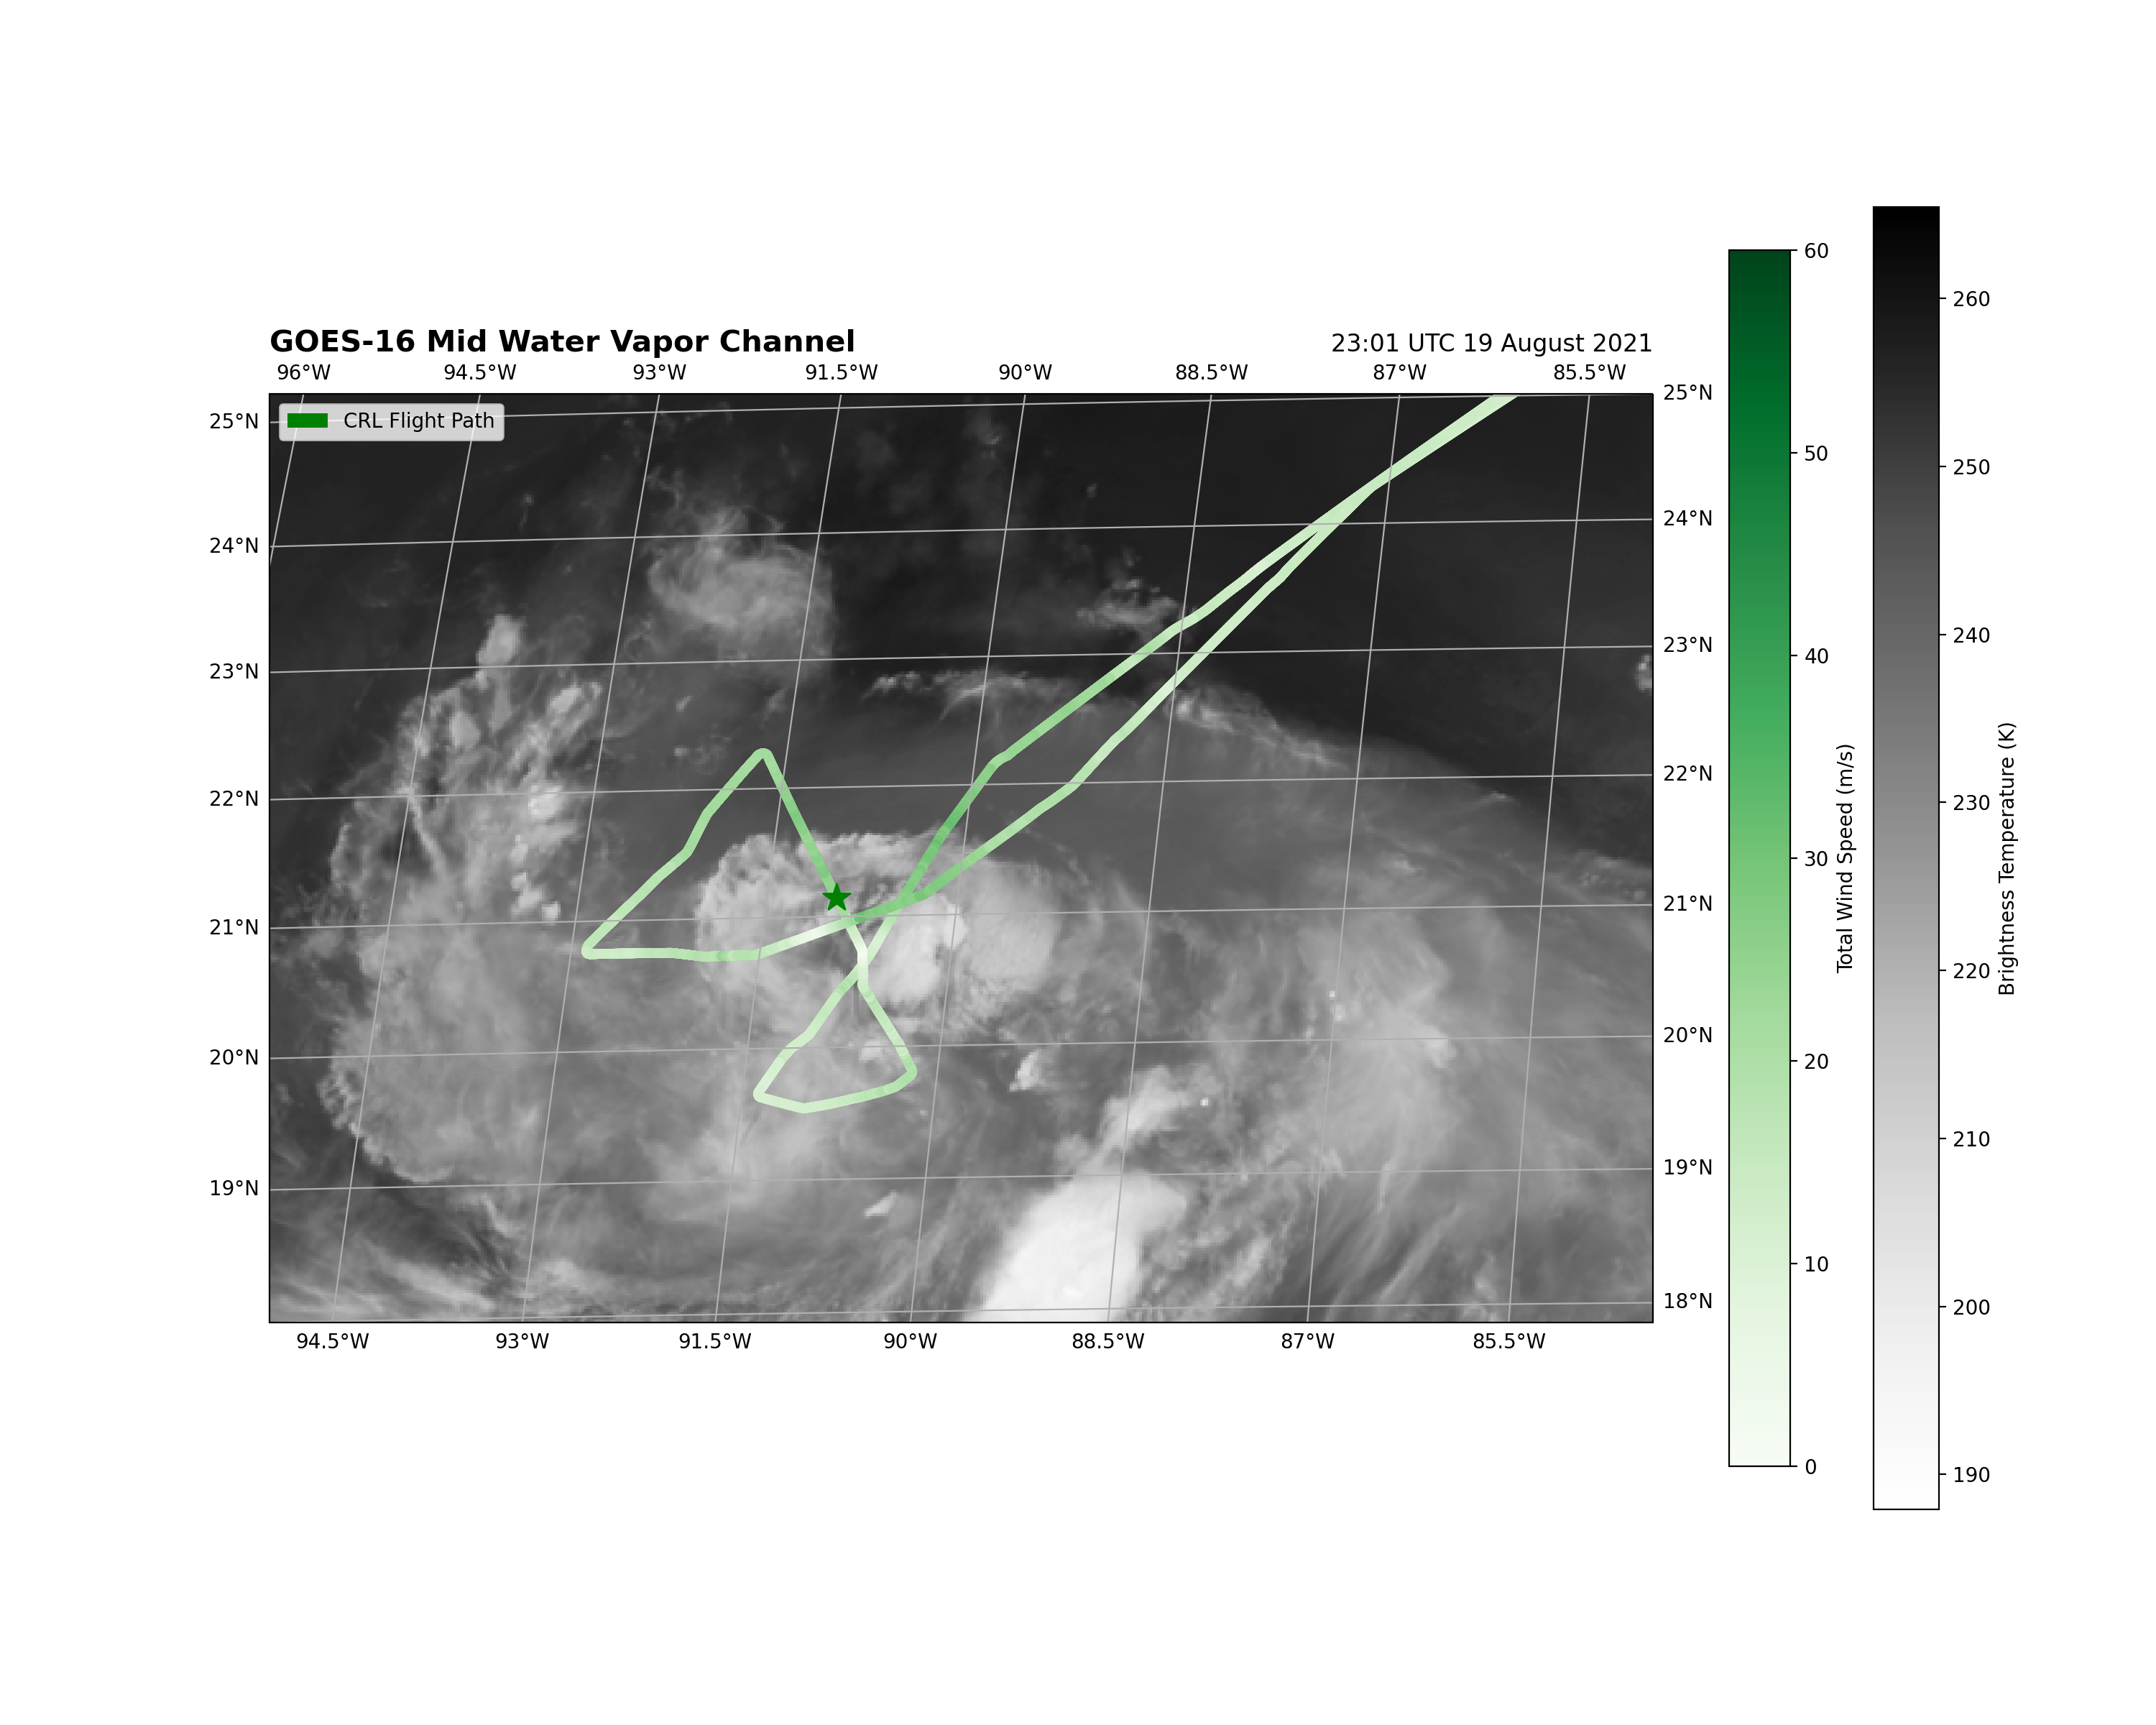 GOES-16 Mid Water Vapor Channel
23:01 UTC 19 August 2021
96°W 94.5°W 93°W 91.5°W 90°W 88.5°W 87°W 85.5°W
CRL Flight Path
25°N
24°N
23°N
22°N
21°N
20°N
19°N
25°N
24°N
23°N
22°N
21°N
20°N
19°N
18°N
94.5°W 93°W 91.5°W 90°W 88.5°W 87°W 85.5°W
60
50
40
30
20
10
0
Total Wind Speed (m/s)
260
250
240
230
220
210
200
190
Brightness Temperature (K)